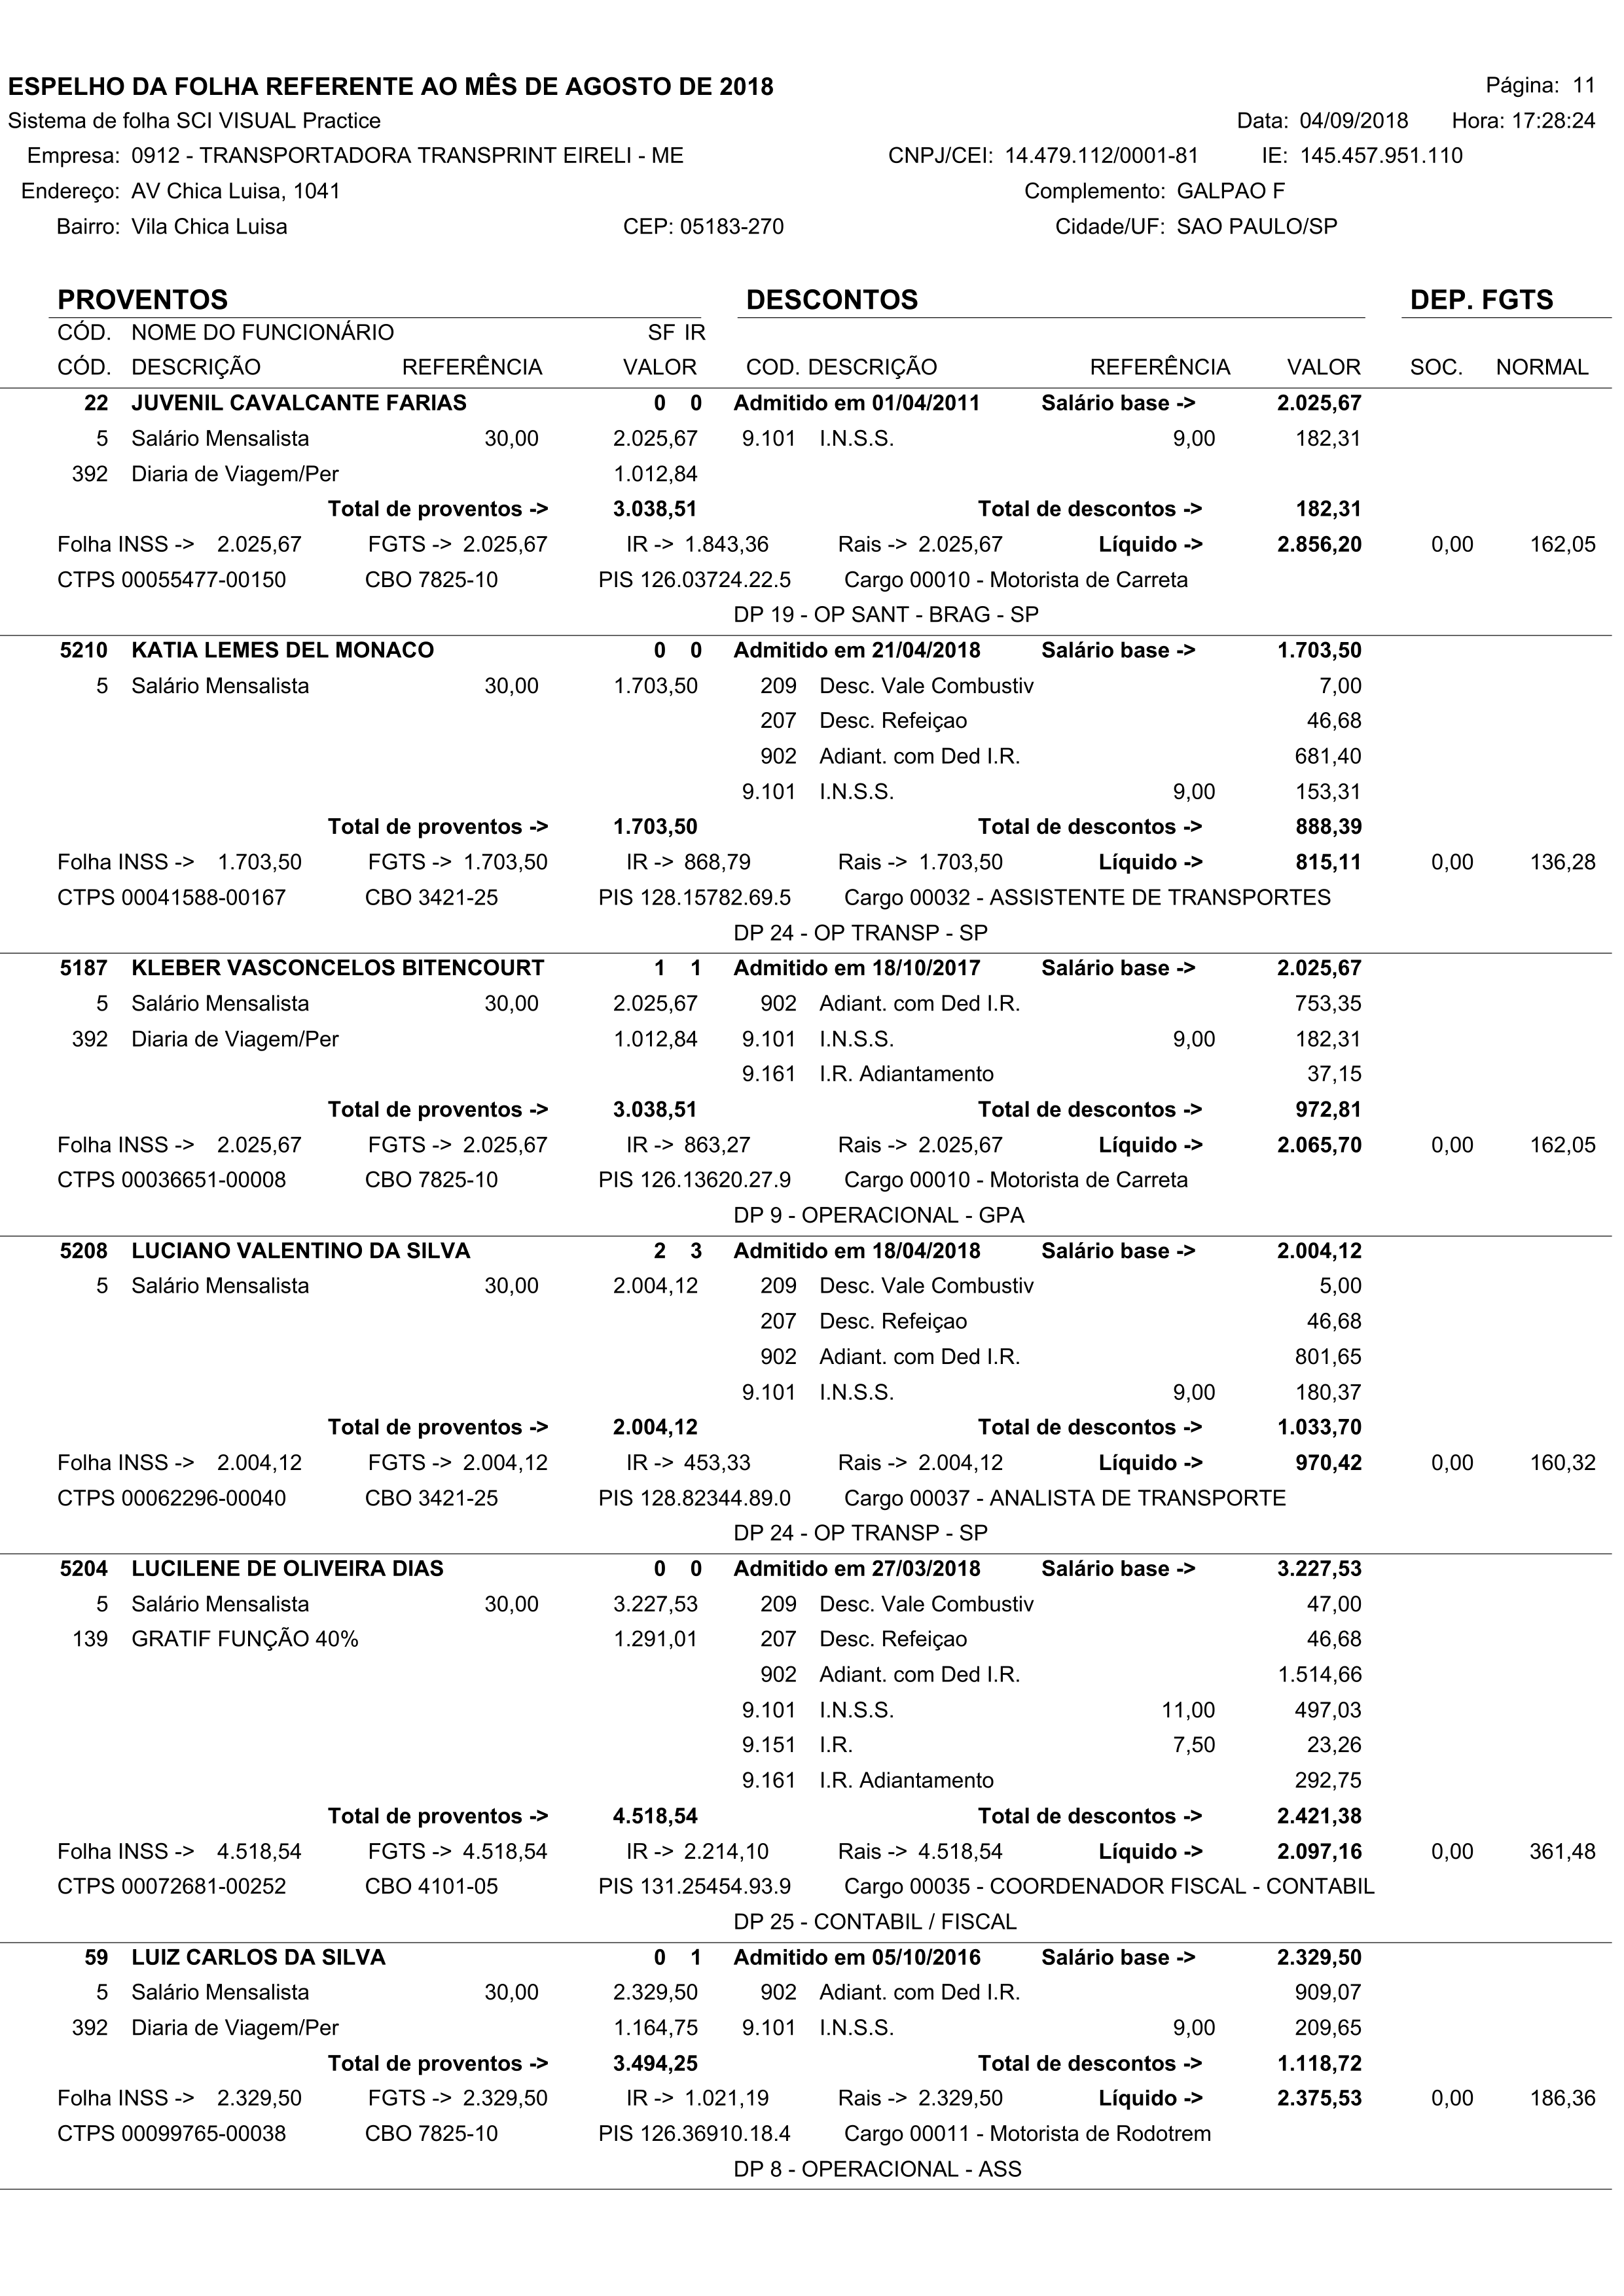 ESPELHO DA FOLHA REFERENTE AO MÊS DE AGOSTO DE 2018 Página: 11
Sistema de folha SCI VISUAL Practice Data: 04/09/2018 Hora: 17:28:24
Empresa: 0912 - TRANSPORTADORA TRANSPRINT EIRELI - ME CNPJ/CEI: 14.479.112/0001-81 IE: 145.457.951.110
Endereço: AV Chica Luisa, 1041 Complemento: GALPAO F
Bairro: Vila Chica Luisa CEP: 05183-270 Cidade/UF: SAO PAULO/SP
PROVENTOS DESCONTOS DEP. FGTS
CÓD. NOME DO FUNCIONÁRIO SF IR
CÓD. DESCRIÇÃO REFERÊNCIA VALOR COD. DESCRIÇÃO REFERÊNCIA VALOR SOC. NORMAL
22 JUVENIL CAVALCANTE FARIAS 0 0 Admitido em 01/04/2011 Salário base -> 2.025,67
5 Salário Mensalista 30,00 2.025,67 9.101 I.N.S.S. 9,00 182,31
392 Diaria de Viagem/Per 1.012,84
Total de proventos -> 3.038,51 Total de descontos -> 182,31
Folha INSS -> 2.025,67 FGTS -> 2.025,67 IR -> 1.843,36 Rais -> 2.025,67 Líquido -> 2.856,20 0,00 162,05
CTPS 00055477-00150 CBO 7825-10 PIS 126.03724.22.5 Cargo 00010 - Motorista de Carreta
DP 19 - OP SANT - BRAG - SP
5210 KATIA LEMES DEL MONACO 0 0 Admitido em 21/04/2018 Salário base -> 1.703,50
5 Salário Mensalista 30,00 1.703,50 209 Desc. Vale Combustiv 7,00
207 Desc. Refeiçao 46,68
902 Adiant. com Ded I.R. 681,40
9.101 I.N.S.S. 9,00 153,31
Total de proventos -> 1.703,50 Total de descontos -> 888,39
Folha INSS -> 1.703,50 FGTS -> 1.703,50 IR -> 868,79 Rais -> 1.703,50 Líquido -> 815,11 0,00 136,28
CTPS 00041588-00167 CBO 3421-25 PIS 128.15782.69.5 Cargo 00032 - ASSISTENTE DE TRANSPORTES
DP 24 - OP TRANSP - SP
5187 KLEBER VASCONCELOS BITENCOURT 1 1 Admitido em 18/10/2017 Salário base -> 2.025,67
5 Salário Mensalista 30,00 2.025,67 902 Adiant. com Ded I.R. 753,35
392 Diaria de Viagem/Per 1.012,84 9.101 I.N.S.S. 9,00 182,31
9.161 I.R. Adiantamento 37,15
Total de proventos -> 3.038,51 Total de descontos -> 972,81
Folha INSS -> 2.025,67 FGTS -> 2.025,67 IR -> 863,27 Rais -> 2.025,67 Líquido -> 2.065,70 0,00 162,05
CTPS 00036651-00008 CBO 7825-10 PIS 126.13620.27.9 Cargo 00010 - Motorista de Carreta
DP 9 - OPERACIONAL - GPA
5208 LUCIANO VALENTINO DA SILVA 2 3 Admitido em 18/04/2018 Salário base -> 2.004,12
5 Salário Mensalista 30,00 2.004,12 209 Desc. Vale Combustiv 5,00
207 Desc. Refeiçao 46,68
902 Adiant. com Ded I.R. 801,65
9.101 I.N.S.S. 9,00 180,37
Total de proventos -> 2.004,12 Total de descontos -> 1.033,70
Folha INSS -> 2.004,12 FGTS -> 2.004,12 IR -> 453,33 Rais -> 2.004,12 Líquido -> 970,42 0,00 160,32
CTPS 00062296-00040 CBO 3421-25 PIS 128.82344.89.0 Cargo 00037 - ANALISTA DE TRANSPORTE
DP 24 - OP TRANSP - SP
5204 LUCILENE DE OLIVEIRA DIAS 0 0 Admitido em 27/03/2018 Salário base -> 3.227,53
5 Salário Mensalista 30,00 3.227,53 209 Desc. Vale Combustiv 47,00
139 GRATIF FUNÇÃO 40% 1.291,01 207 Desc. Refeiçao 46,68
902 Adiant. com Ded I.R. 1.514,66
9.101 I.N.S.S. 11,00 497,03
9.151 I.R. 7,50 23,26
9.161 I.R. Adiantamento 292,75
Total de proventos -> 4.518,54 Total de descontos -> 2.421,38
Folha INSS -> 4.518,54 FGTS -> 4.518,54 IR -> 2.214,10 Rais -> 4.518,54 Líquido -> 2.097,16 0,00 361,48
CTPS 00072681-00252 CBO 4101-05 PIS 131.25454.93.9 Cargo 00035 - COORDENADOR FISCAL - CONTABIL
DP 25 - CONTABIL / FISCAL
59 LUIZ CARLOS DA SILVA 0 1 Admitido em 05/10/2016 Salário base -> 2.329,50
5 Salário Mensalista 30,00 2.329,50 902 Adiant. com Ded I.R. 909,07
392 Diaria de Viagem/Per 1.164,75 9.101 I.N.S.S. 9,00 209,65
Total de proventos -> 3.494,25 Total de descontos -> 1.118,72
Folha INSS -> 2.329,50 FGTS -> 2.329,50 IR -> 1.021,19 Rais -> 2.329,50 Líquido -> 2.375,53 0,00 186,36
CTPS 00099765-00038 CBO 7825-10 PIS 126.36910.18.4 Cargo 00011 - Motorista de Rodotrem
DP 8 - OPERACIONAL - ASS